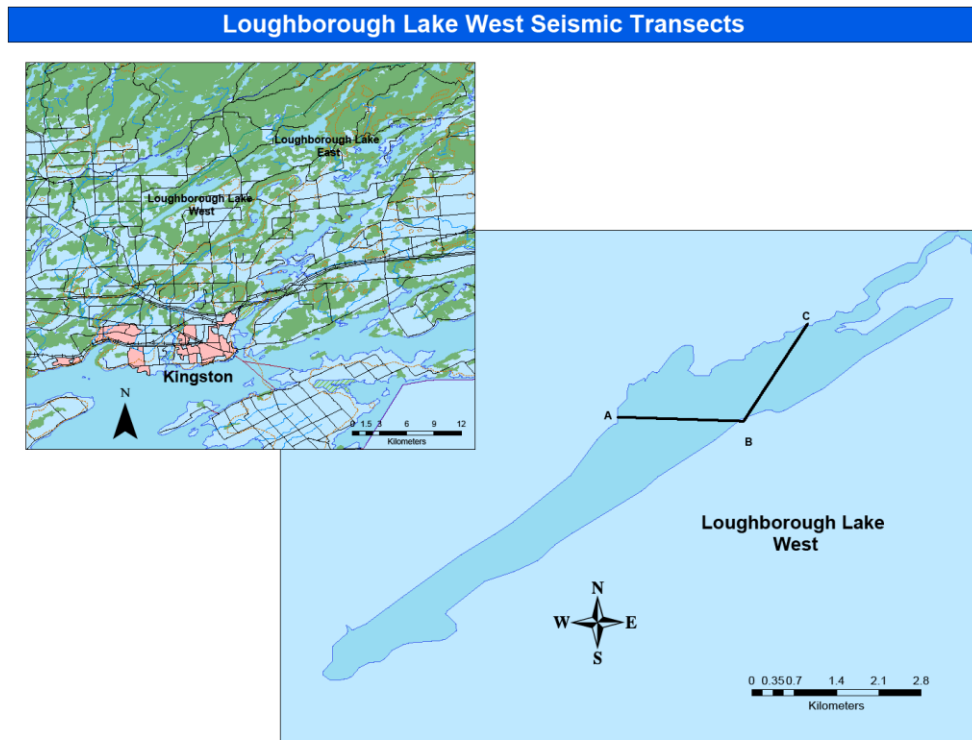 Loughborough Lake West Seismic Transects
Loughborough Lake
East
Loughborough Lake
West
Kingston
N
0 1.5 3 6 9 12
Kilometers
C
A
B
Loughborough Lake
West
N
W E
S
0 0.35 0.7 1.4 2.1 2.8
Kilometers